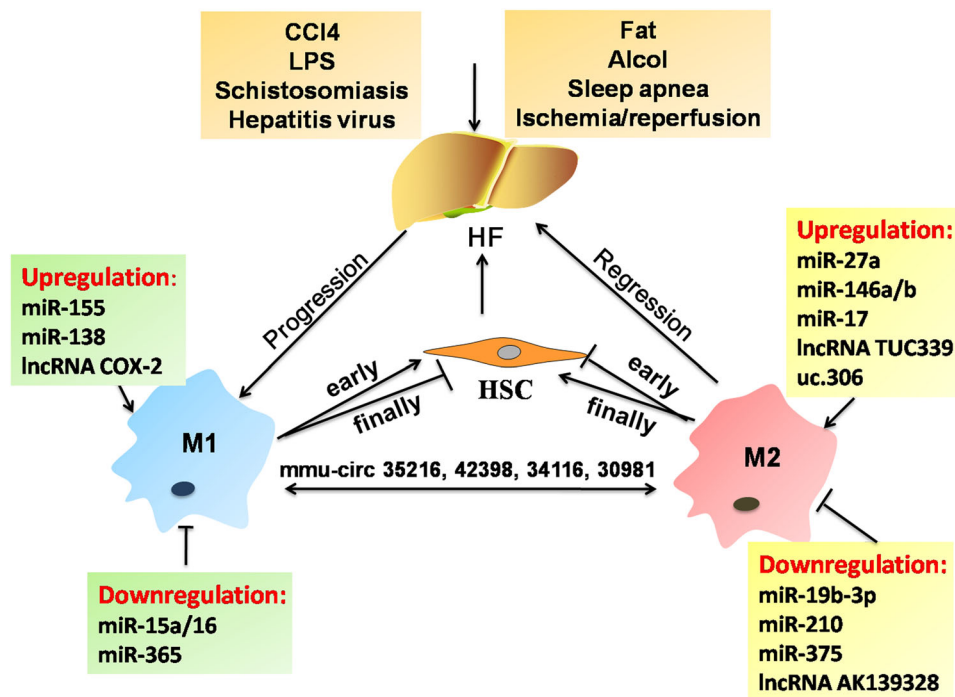 CCl4
LPS
Schistosomiasis
Hepatitis virus
Fat
Alcol
Sleep apnea
Ischemia/reperfusion
HF
Progression
Regression
Upregulation:
miR-155
miR-138
lncRNA COX-2
Upregulation:
miR-27a
miR-146a/b
miR-17
lncRNA TUC339
uc.306
early
finally
HSC
early
finally
M1
M2
mmu-circ 35216, 42398, 34116, 30981
Downregulation:
miR-15a/16
miR-365
Downregulation:
miR-19b-3p
miR-210
miR-375
lncRNA AK139328